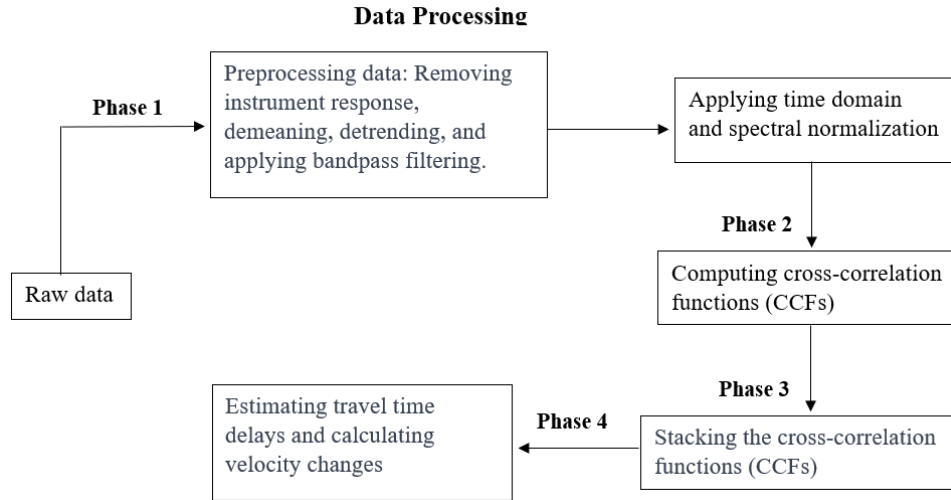 Data Processing
Phase 1
Preprocessing data: Removing
instrument response,
demeaning, detrending, and
applying bandpass filtering.
Applying time domain
and spectral normalization
Phase 2
Raw data
Computing cross-correlation
functions (CCFs)
Phase 3
Stacking the cross-correlation
functions (CCFs)
Phase 4
Estimating travel time
delays and calculating
velocity changes